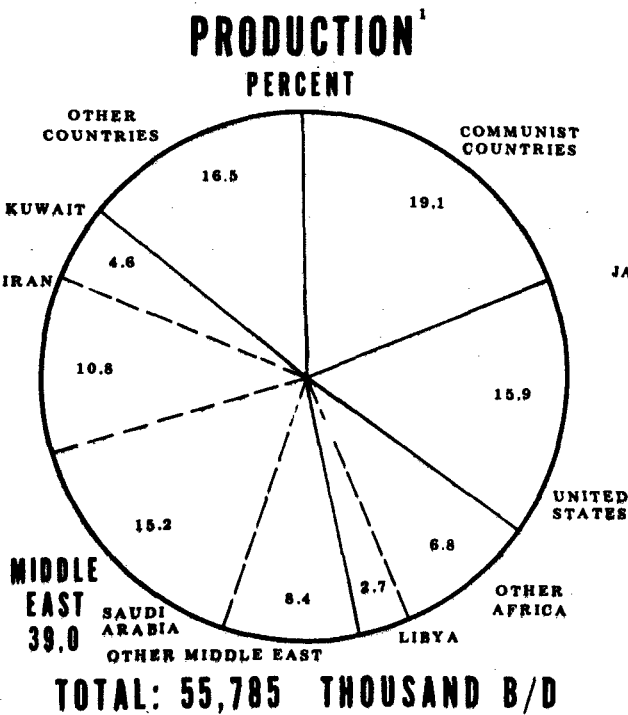 PRODUCTION¹
PERCENT
OTHER
COUNTRIES
COMMUNIST
COUNTRIES
16.5
19.1
KUWAIT
4.6
IRAN
JA
10.8
15.9
UNITED
STATES
15.2
6.8
MIDDLE
EAST
39.0
SAUDI
ARABIA
8.4
2.7
OTHER
AFRICA
LIBYA
OTHER MIDDLE EAST
TOTAL: 55,785 THOUSAND B/D